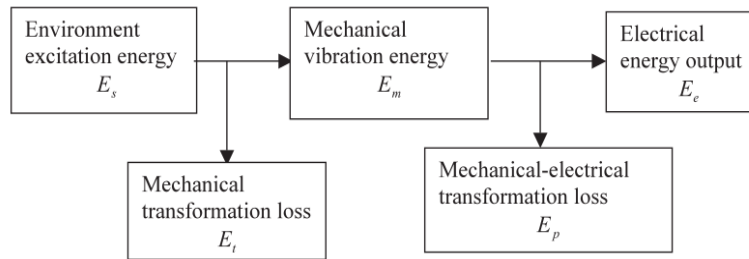 Environment
excitation energy
E_s
Mechanical
vibration energy
E_m
Electrical
energy output
E_e
Mechanical
transformation loss
E_t
Mechanical-electrical
transformation loss
E_p